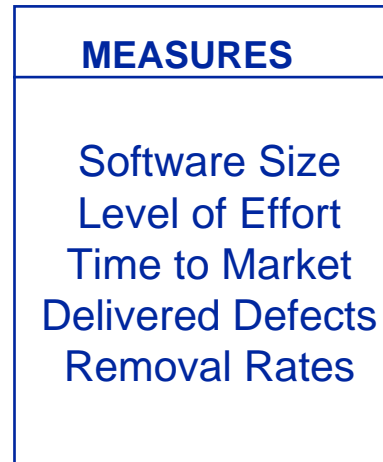 MEASURES
Software Size
Level of Effort
Time to Market
Delivered Defects
Removal Rates